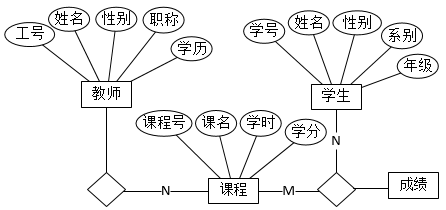 工号 姓名 性别 职称 学历
教师
学号 姓名 性别 系别 年级
学生
课程号 课名 学时 学分
N
N 课程 M
成绩